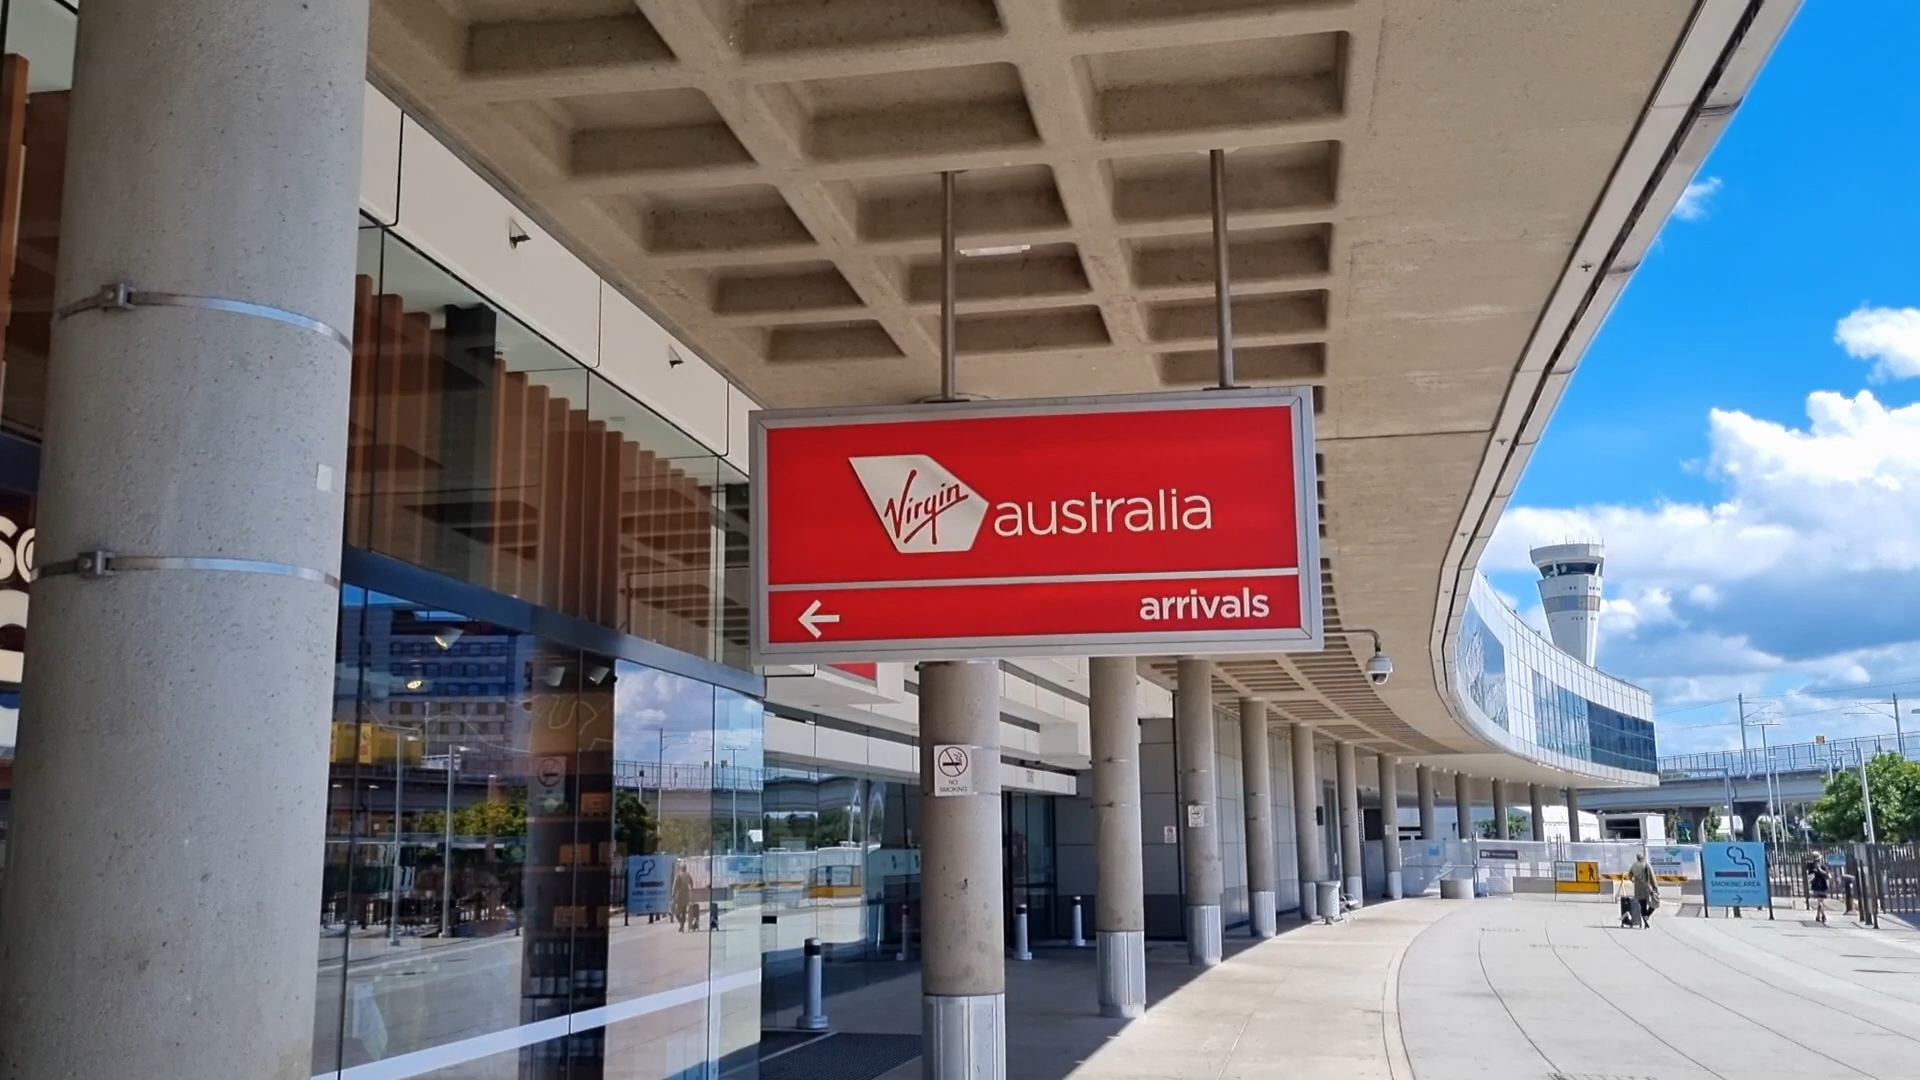 Virgin australia
← arrivals
NO
SMOKING
SMOKING AREA